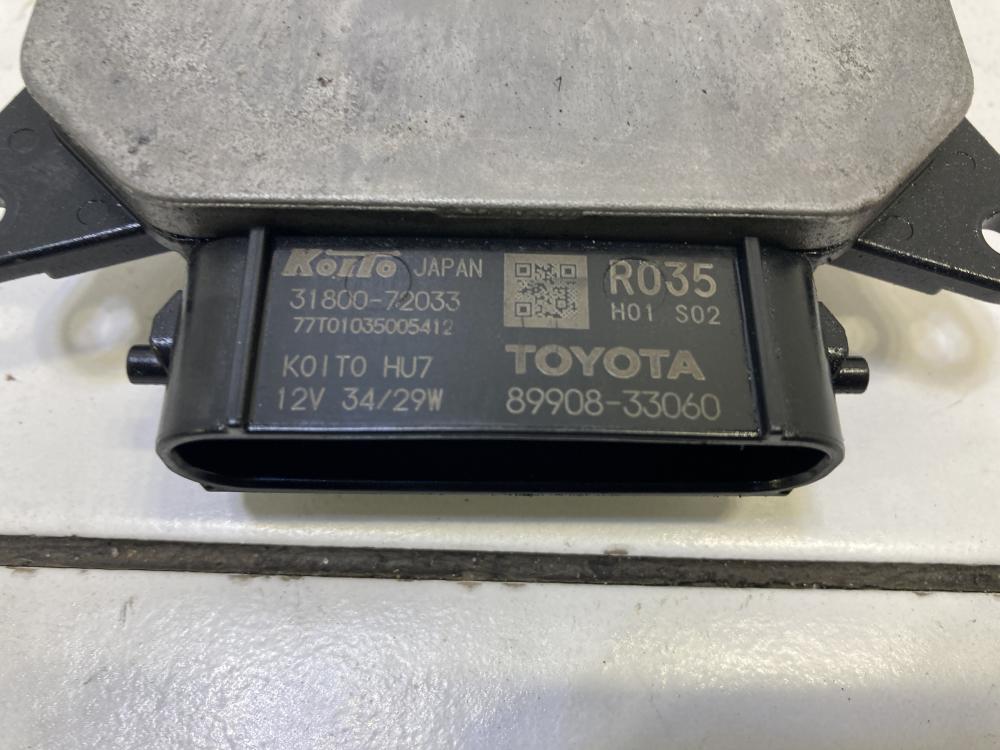 KOITO JAPAN
31800-72033
77T01035005412
KOITO HU7
12V 34/29W
R035
H01 S02
TOYOTA
89908-33060